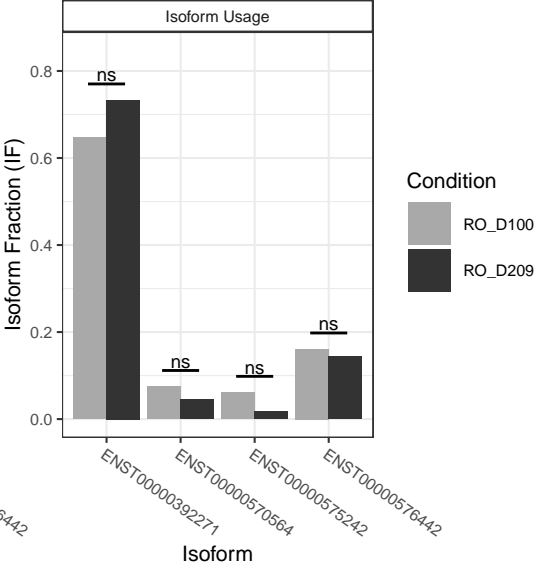 Isoform Usage
Isoform Fraction (IF)
0.8
0.6
0.4
0.2
0.0
ns
ns
ns
ns
ENST00000392271
ENST00000570564
ENST00000575242
ENST00000576442
6442
Isoform
Condition
RO_D100
RO_D209